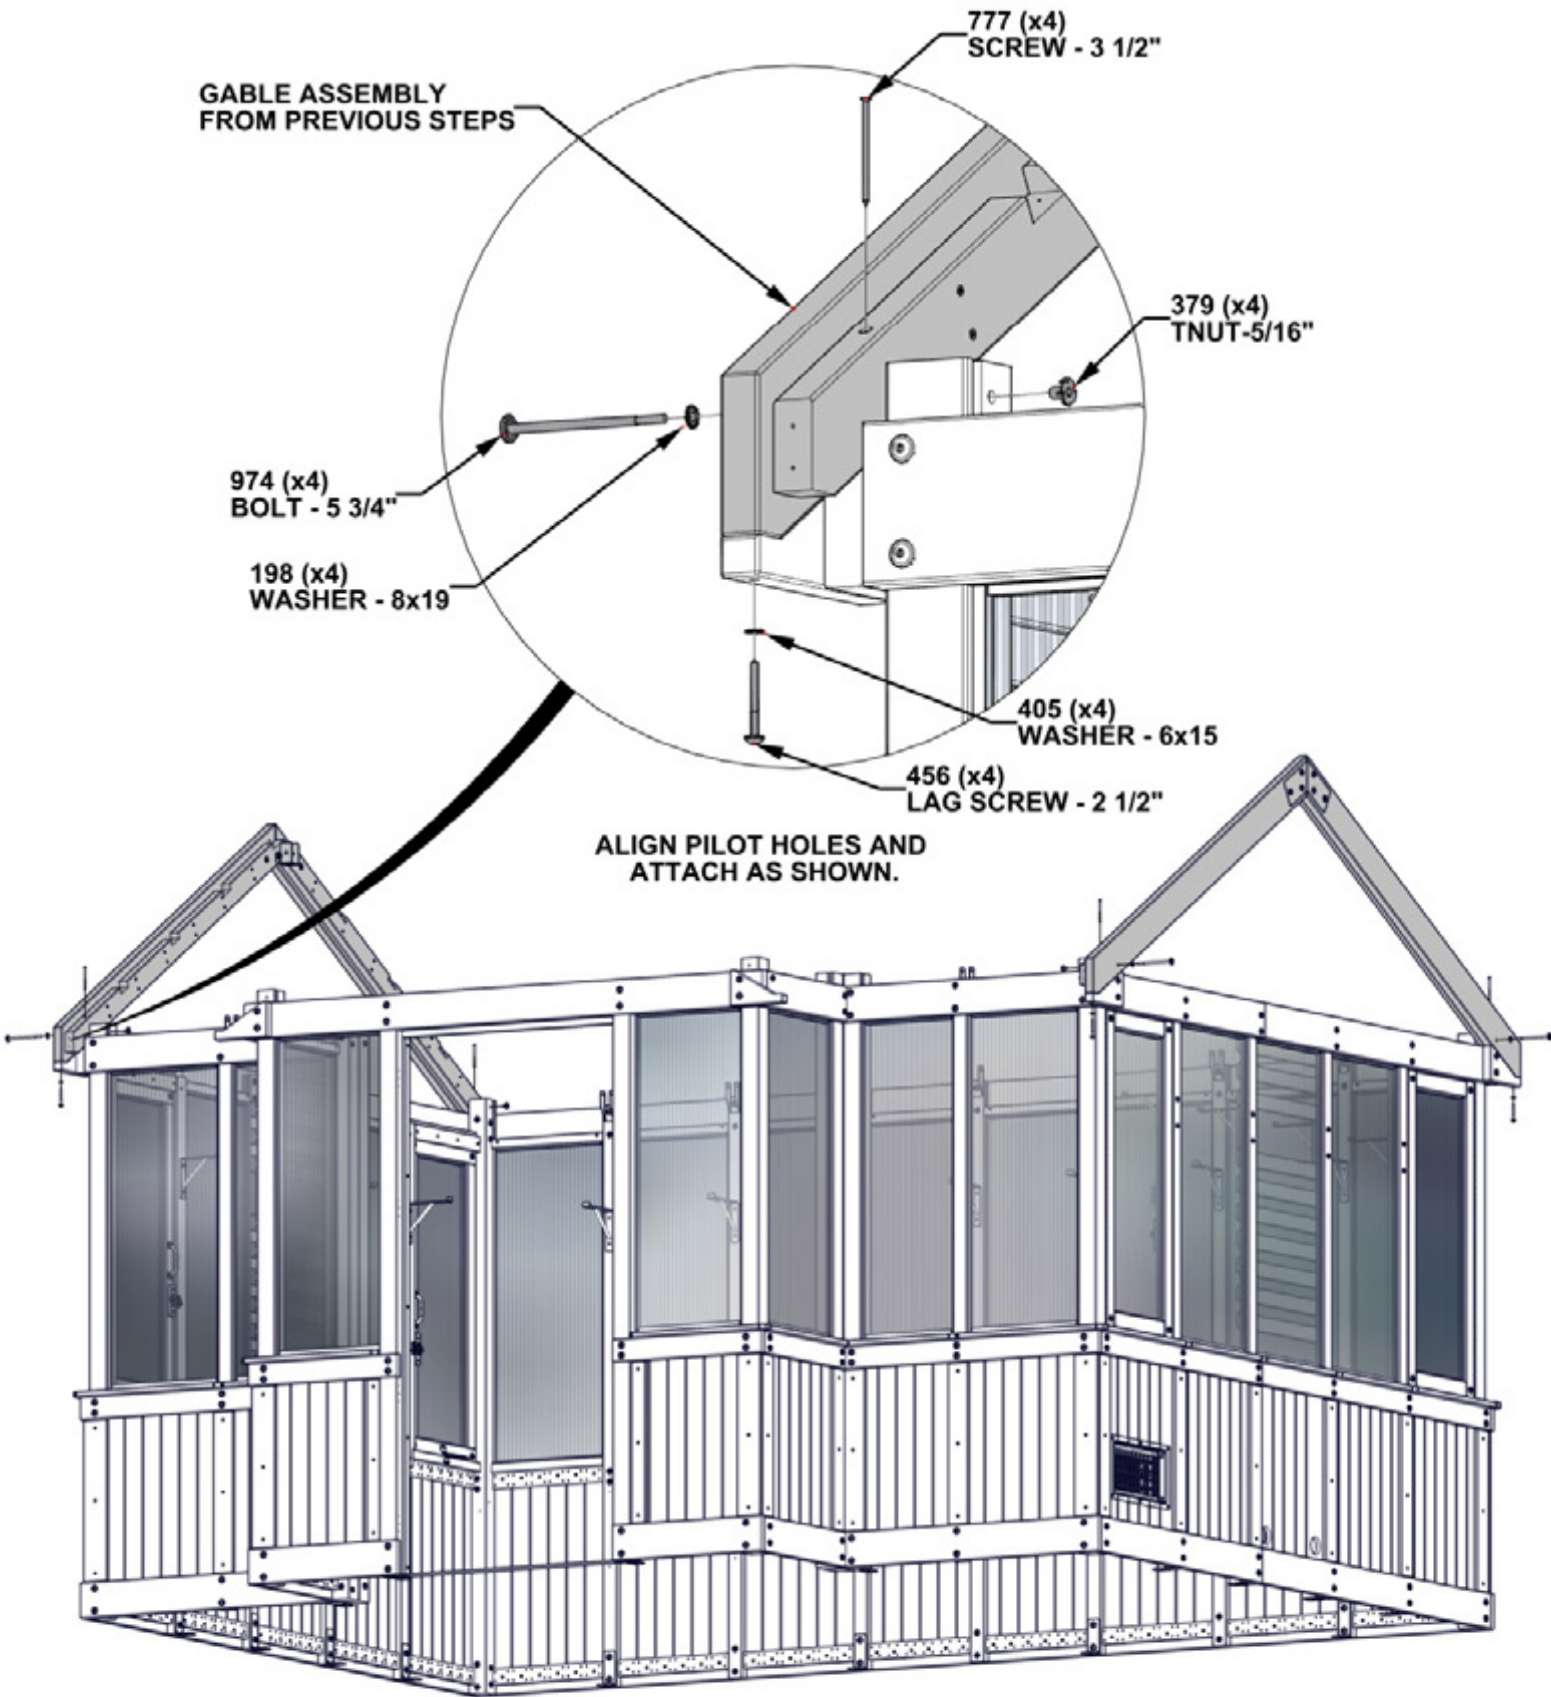 777 (x4)
SCREW - 3 1/2"
GABLE ASSEMBLY
FROM PREVIOUS STEPS
379 (x4)
TNUT-5/16"
974 (x4)
BOLT - 5 3/4"
198 (x4)
WASHER - 8x19
405 (x4)
WASHER - 6x15
456 (x4)
LAG SCREW - 2 1/2"
ALIGN PILOT HOLES AND
ATTACH AS SHOWN.